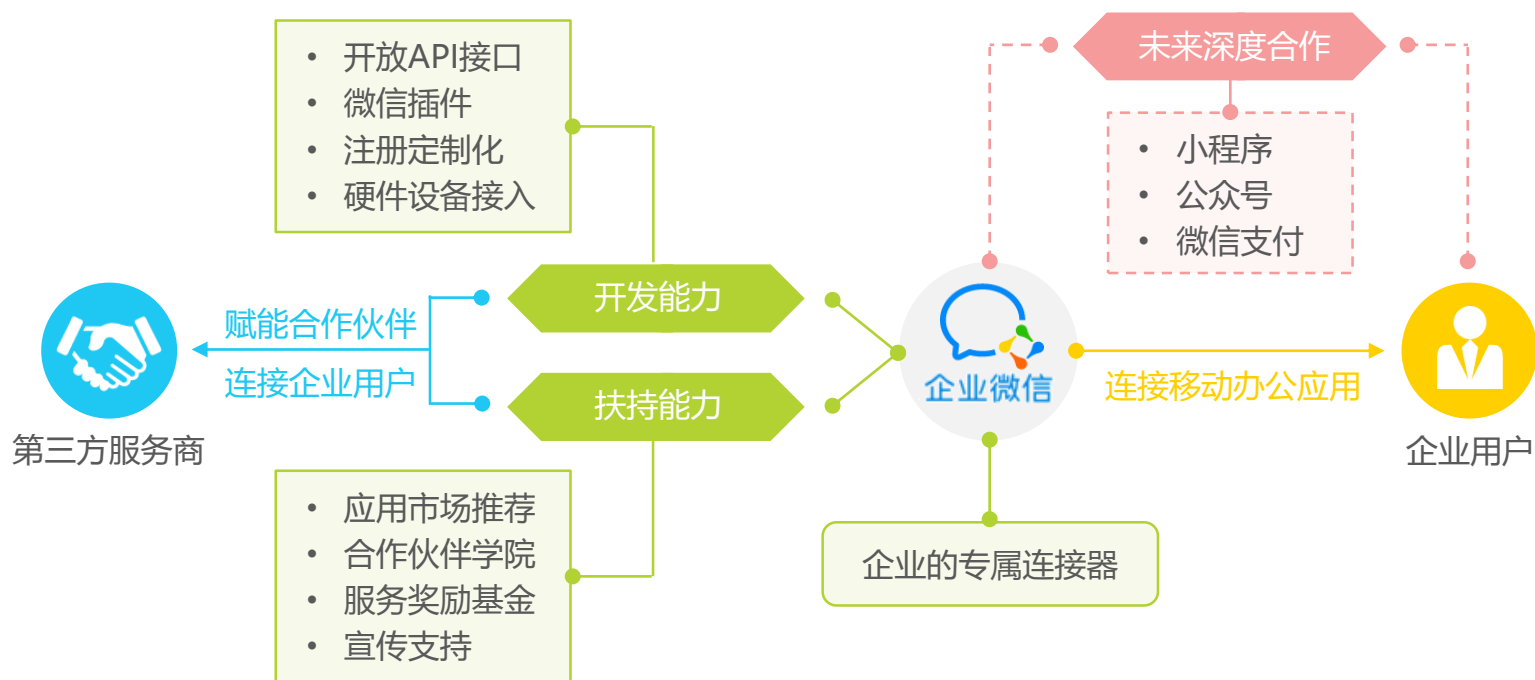 开放API接口
微信插件
注册定制化
硬件设备接入
未来深度合作
小程序
公众号
微信支付
开发能力
赋能合作伙伴
连接企业用户
扶持能力
第三方服务商
企业微信
连接移动办公应用
企业用户
应用市场推荐
合作伙伴学院
服务奖励基金
宣传支持
企业的专属连接器